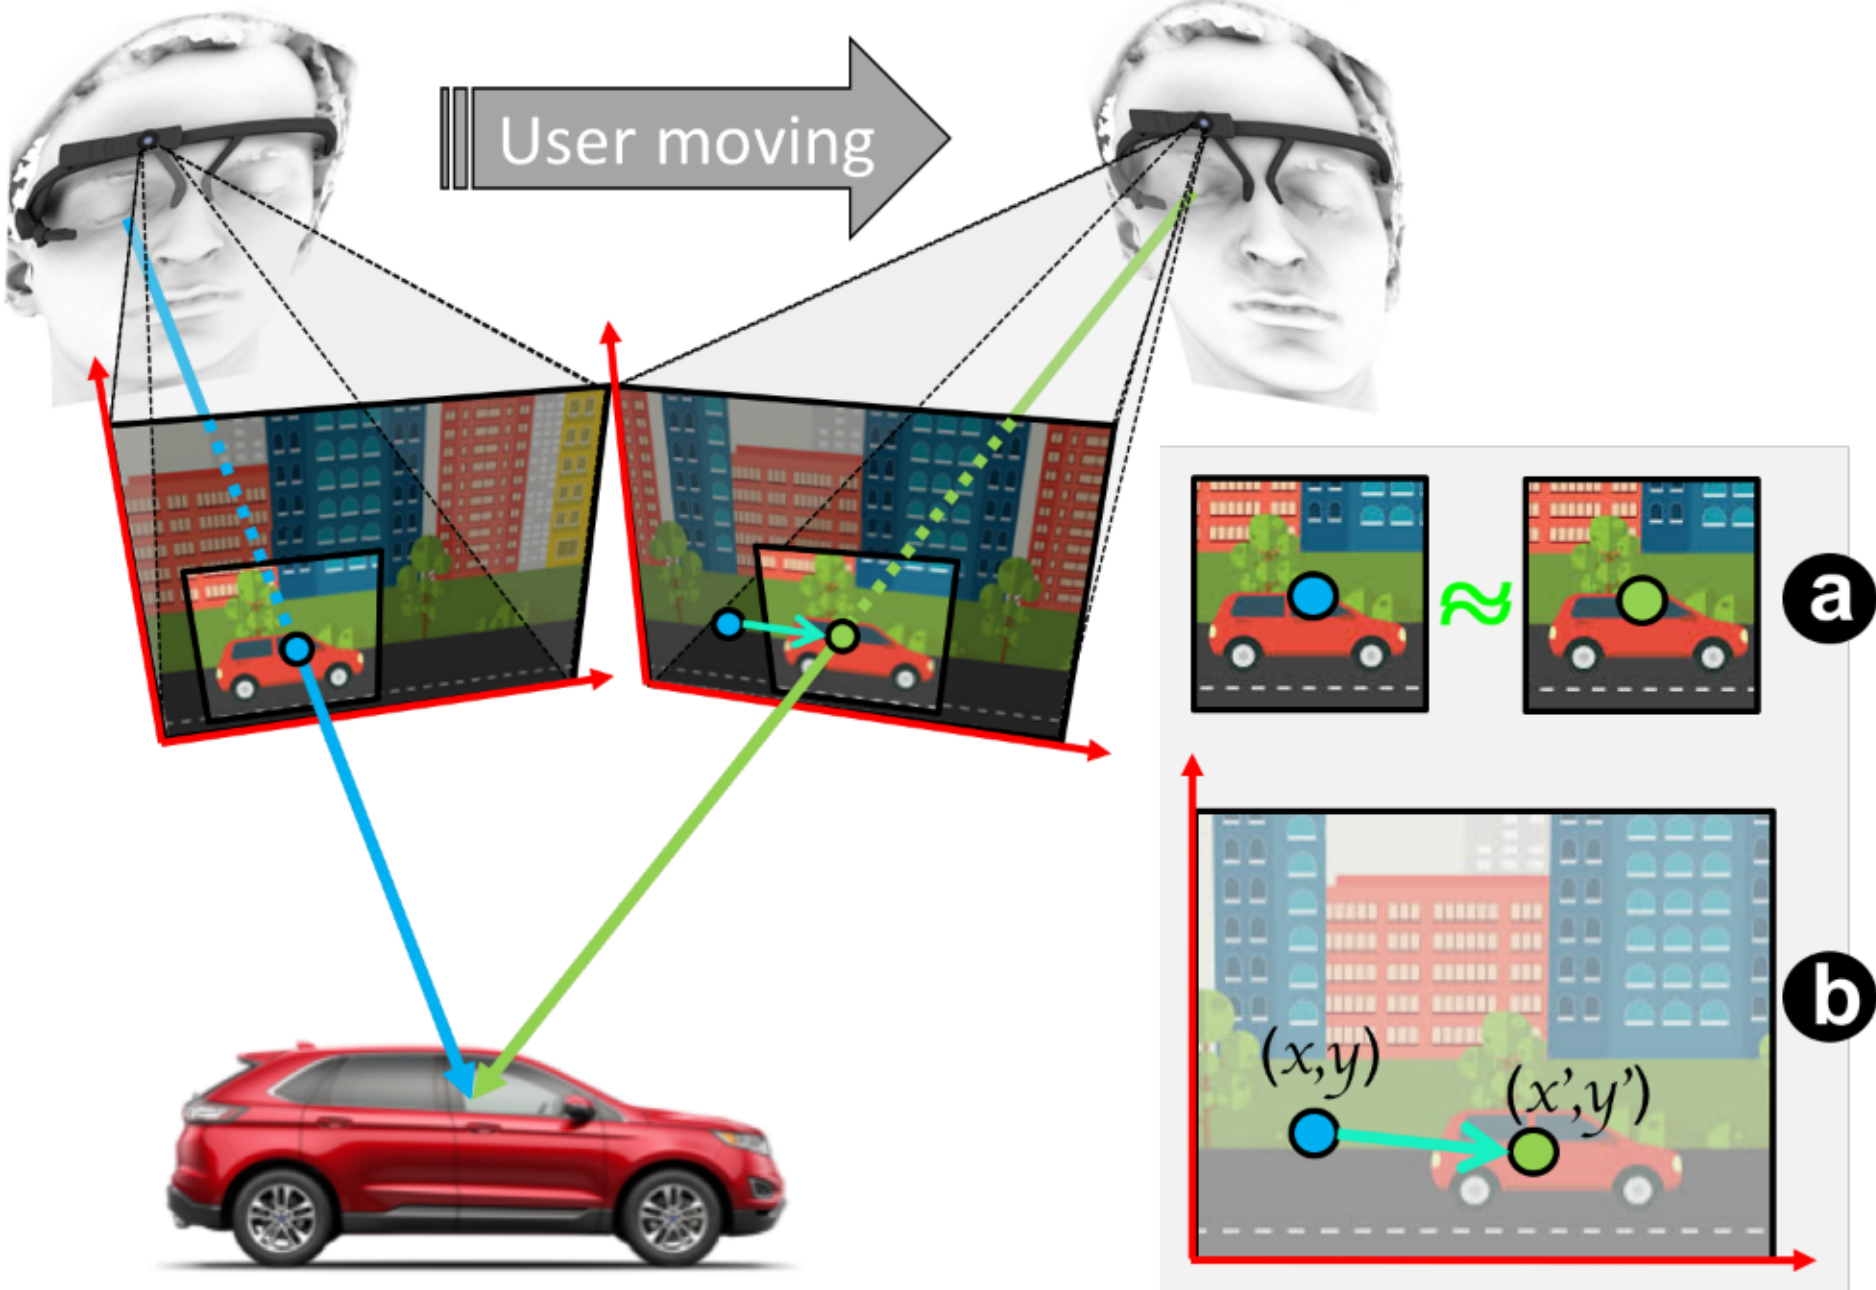 User moving
a
≈
b
(x,y)
(x’,y’)